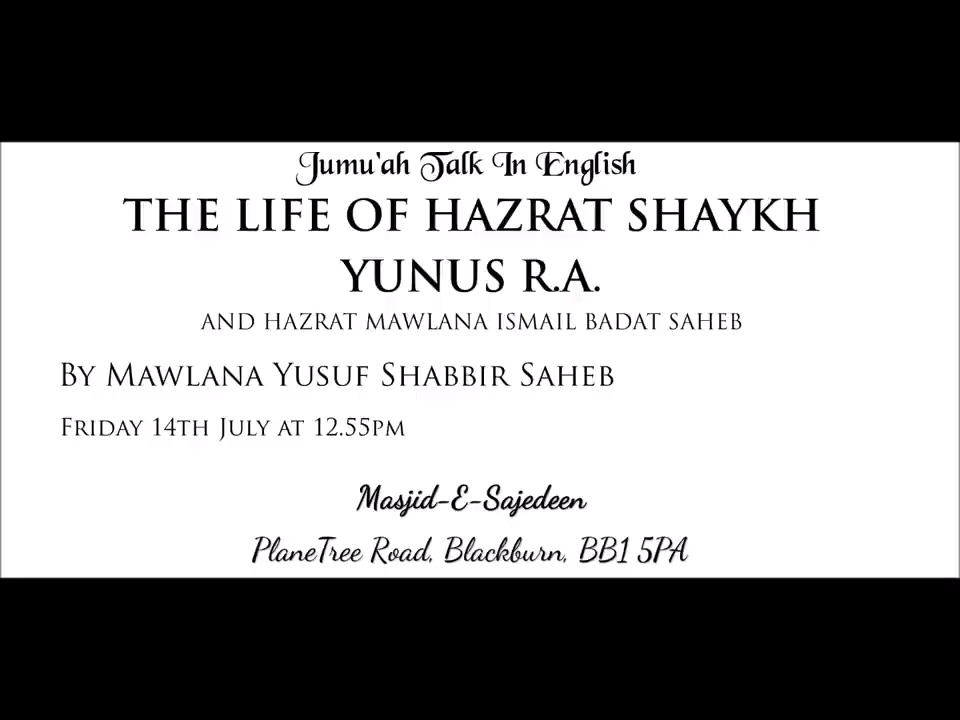 Jumu'ah Talk In English
THE LIFE OF HAZRAT SHAYKH
YUNUS R.A.
AND HAZRAT MAWLANA ISMAIL BADAT SAHEB
BY MAWLANA YUSUF SHABBIR SAHEB
FRIDAY 14TH JULY AT 12.55PM
Masjid-E-Sajedeen
PlaneTree Road, Blackburn, BB1 5PA